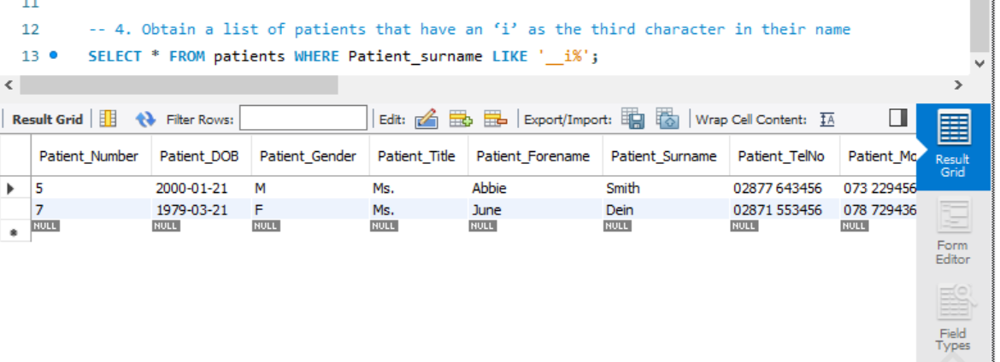 11
12 -- 4. Obtain a list of patients that have an ‘i’ as the third character in their name
13 SELECT * FROM patients WHERE Patient_surname LIKE '__i%';
Result Grid Filter Rows: Edit: Export/Import: Wrap Cell Content:
Patient_Number Patient_DOB Patient_Gender Patient_Title Patient_Forename Patient_Surname Patient_TelNo Patient_Mo
5 2000-01-21 M Ms. Abbie Smith 02877 643456 073 229456
7 1979-03-21 F Ms. June Dein 02871 553456 078 729436
NULL NULL NULL NULL NULL NULL NULL NULL
Result
Grid
Form
Editor
Field
Types